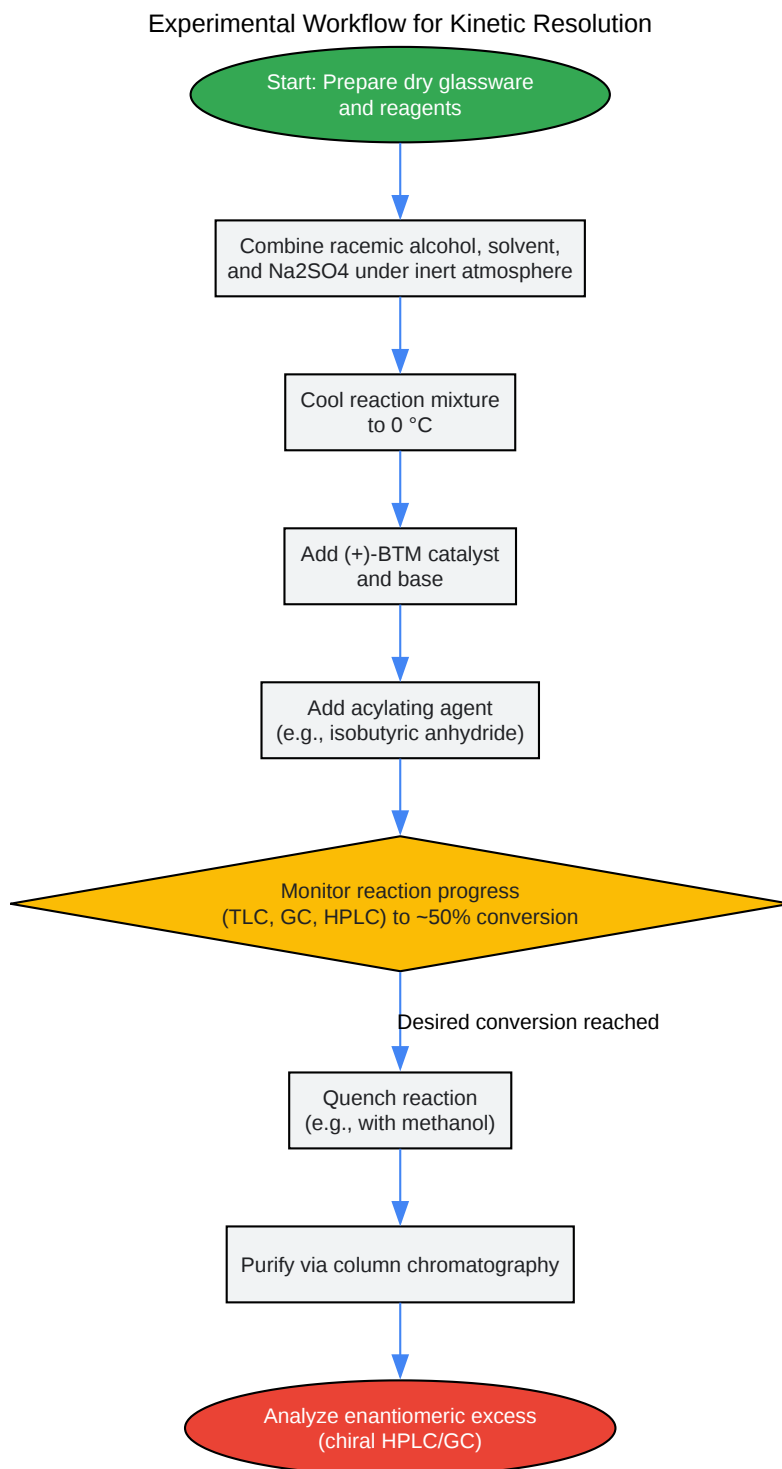 Experimental Workflow for Kinetic Resolution
Start: Prepare dry glassware
and reagents
Combine racemic alcohol, solvent,
and Na2SO4 under inert atmosphere
Cool reaction mixture
to 0 °C
Add (+)-BTM catalyst
and base
Add acylating agent
(e.g., isobutyric anhydride)
Monitor reaction progress
(TLC, GC, HPLC) to ~50% conversion
Desired conversion reached
Quench reaction
(e.g., with methanol)
Purify via column chromatography
Analyze enantiomeric excess
(chiral HPLC/GC)